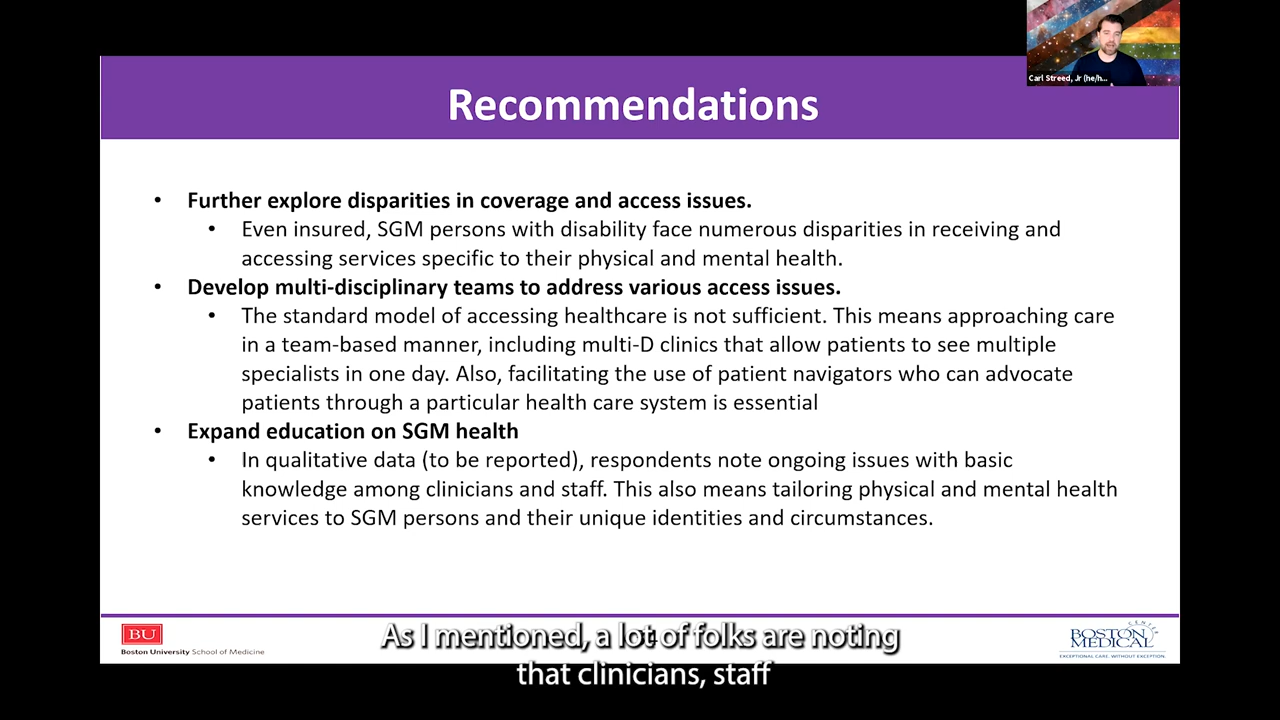 Carl Streed, Jr (he/h...
Recommendations
• Further explore disparities in coverage and access issues.
• Even insured, SGM persons with disability face numerous disparities in receiving and
accessing services specific to their physical and mental health.
• Develop multi-disciplinary teams to address various access issues.
• The standard model of accessing healthcare is not sufficient. This means approaching care
in a team-based manner, including multi-D clinics that allow patients to see multiple
specialists in one day. Also, facilitating the use of patient navigators who can advocate
patients through a particular health care system is essential
• Expand education on SGM health
• In qualitative data (to be reported), respondents note ongoing issues with basic
knowledge among clinicians and staff. This also means tailoring physical and mental health
services to SGM persons and their unique identities and circumstances.
BU
Boston University School of Medicine
BOSTON
MEDICAL
CENTER
EXCEPTIONAL CARE. WITHOUT EXCEPTION.
As I mentioned, a lot of folks are noting
that clinicians, staff